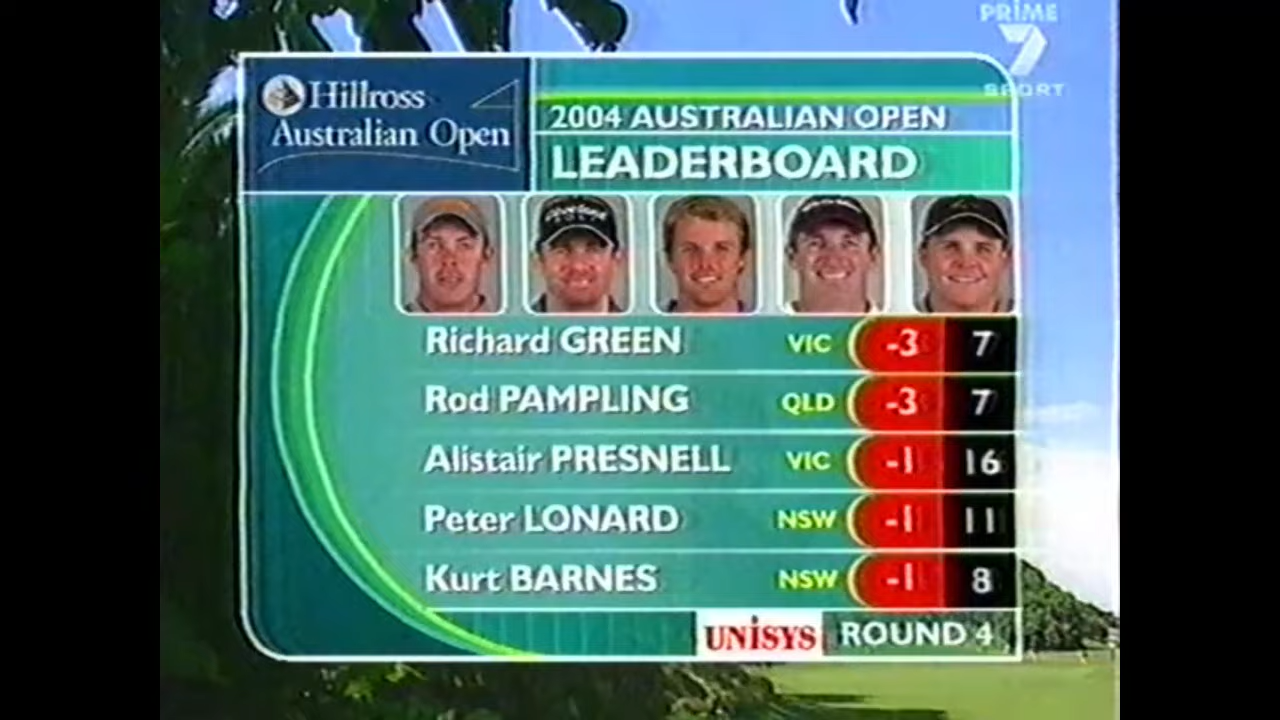 PRIME
7
SPORT
Hillross
Australian Open
2004 AUSTRALIAN OPEN
LEADERBOARD
Richard GREEN VIC -3 7
Rod PAMPLING QLD -3 7
Alistair PRESNELL VIC -1 16
Peter LONARD NSW -1 11
Kurt BARNES NSW -1 8
UNISYS ROUND 4